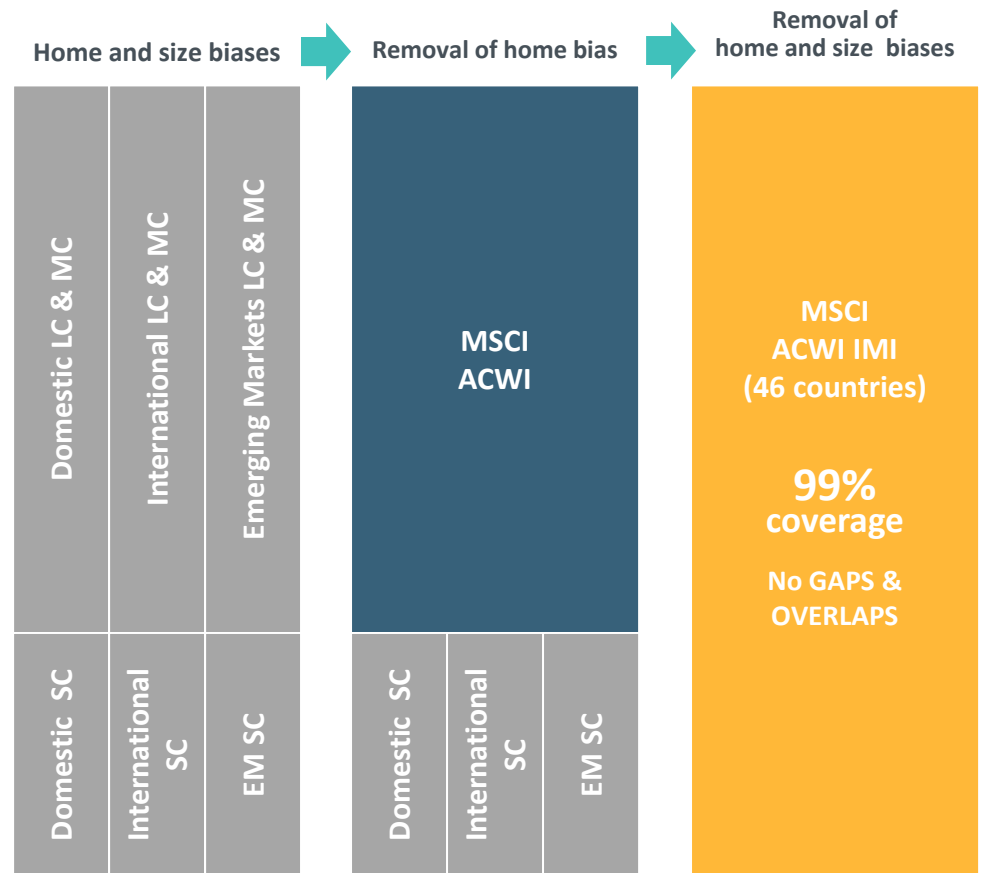 Home and size biases
Removal of home bias
Removal of
home and size  biases
Domestic LC & MC
International LC & MC
Emerging Markets LC & MC
Domestic  SC
International
SC
EM SC
MSCI
ACWI
Domestic  SC
International
SC
EM SC
MSCI
ACWI IMI
(46 countries)
99%
coverage
No GAPS &
OVERLAPS